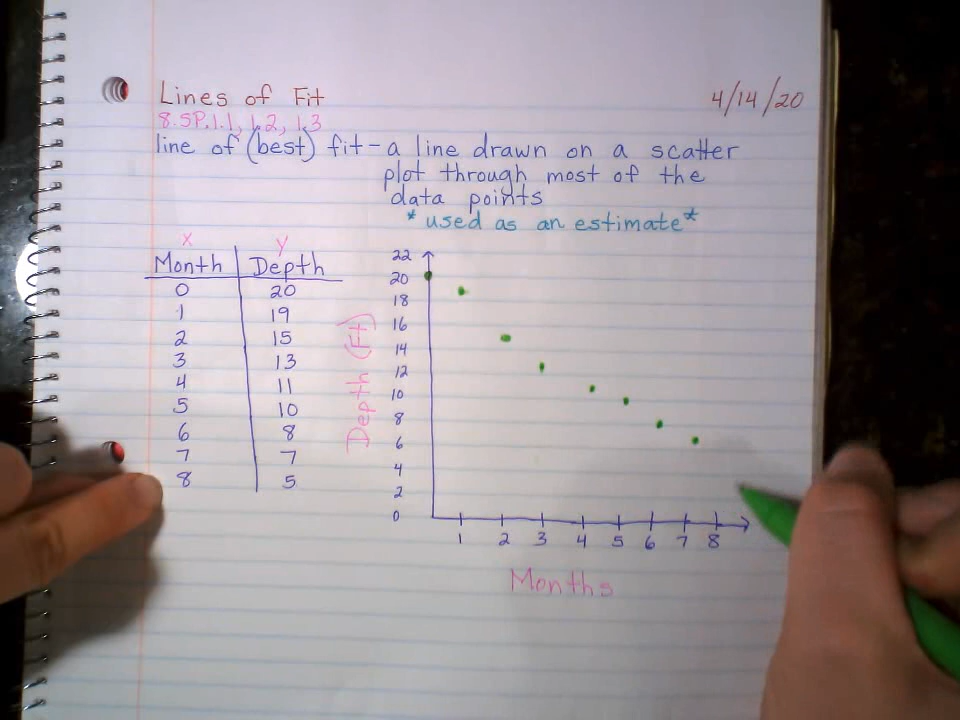 Lines of Fit 4/14/20
8.SP.1.1, 1.2, 1.3
line of (best) fit - a line drawn on a scatter
plot through most of the
data points
*used as an estimate*
x y
Month Depth
0 20
1 19
2 15
3 13
4 11
5 10
6 8
7 7
8 5
Depth (Ft)
22
20
18
16
14
12
10
8
6
4
2
0
1 2 3 4 5 6 7 8
Months